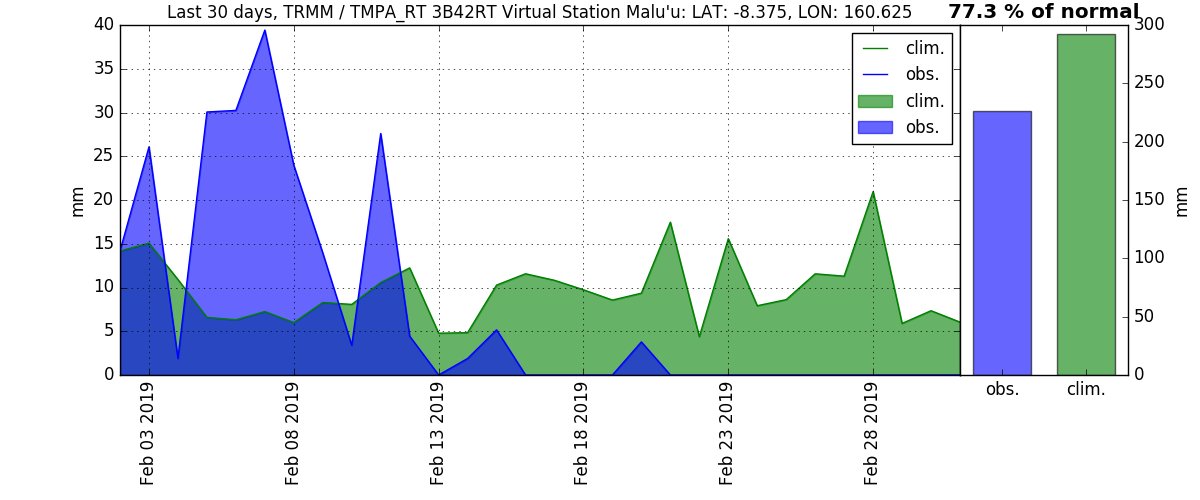 Last 30 days, TRMM / TMPA_RT 3B42RT Virtual Station Malu'u: LAT: -8.375, LON: 160.625
77.3 % of normal
40
35
30
25
20
15
10
5
0
mm
clim.
obs.
clim.
obs.
300
250
200
150
100
50
0
mm
Feb 03 2019
Feb 08 2019
Feb 13 2019
Feb 18 2019
Feb 23 2019
Feb 28 2019
obs.
clim.